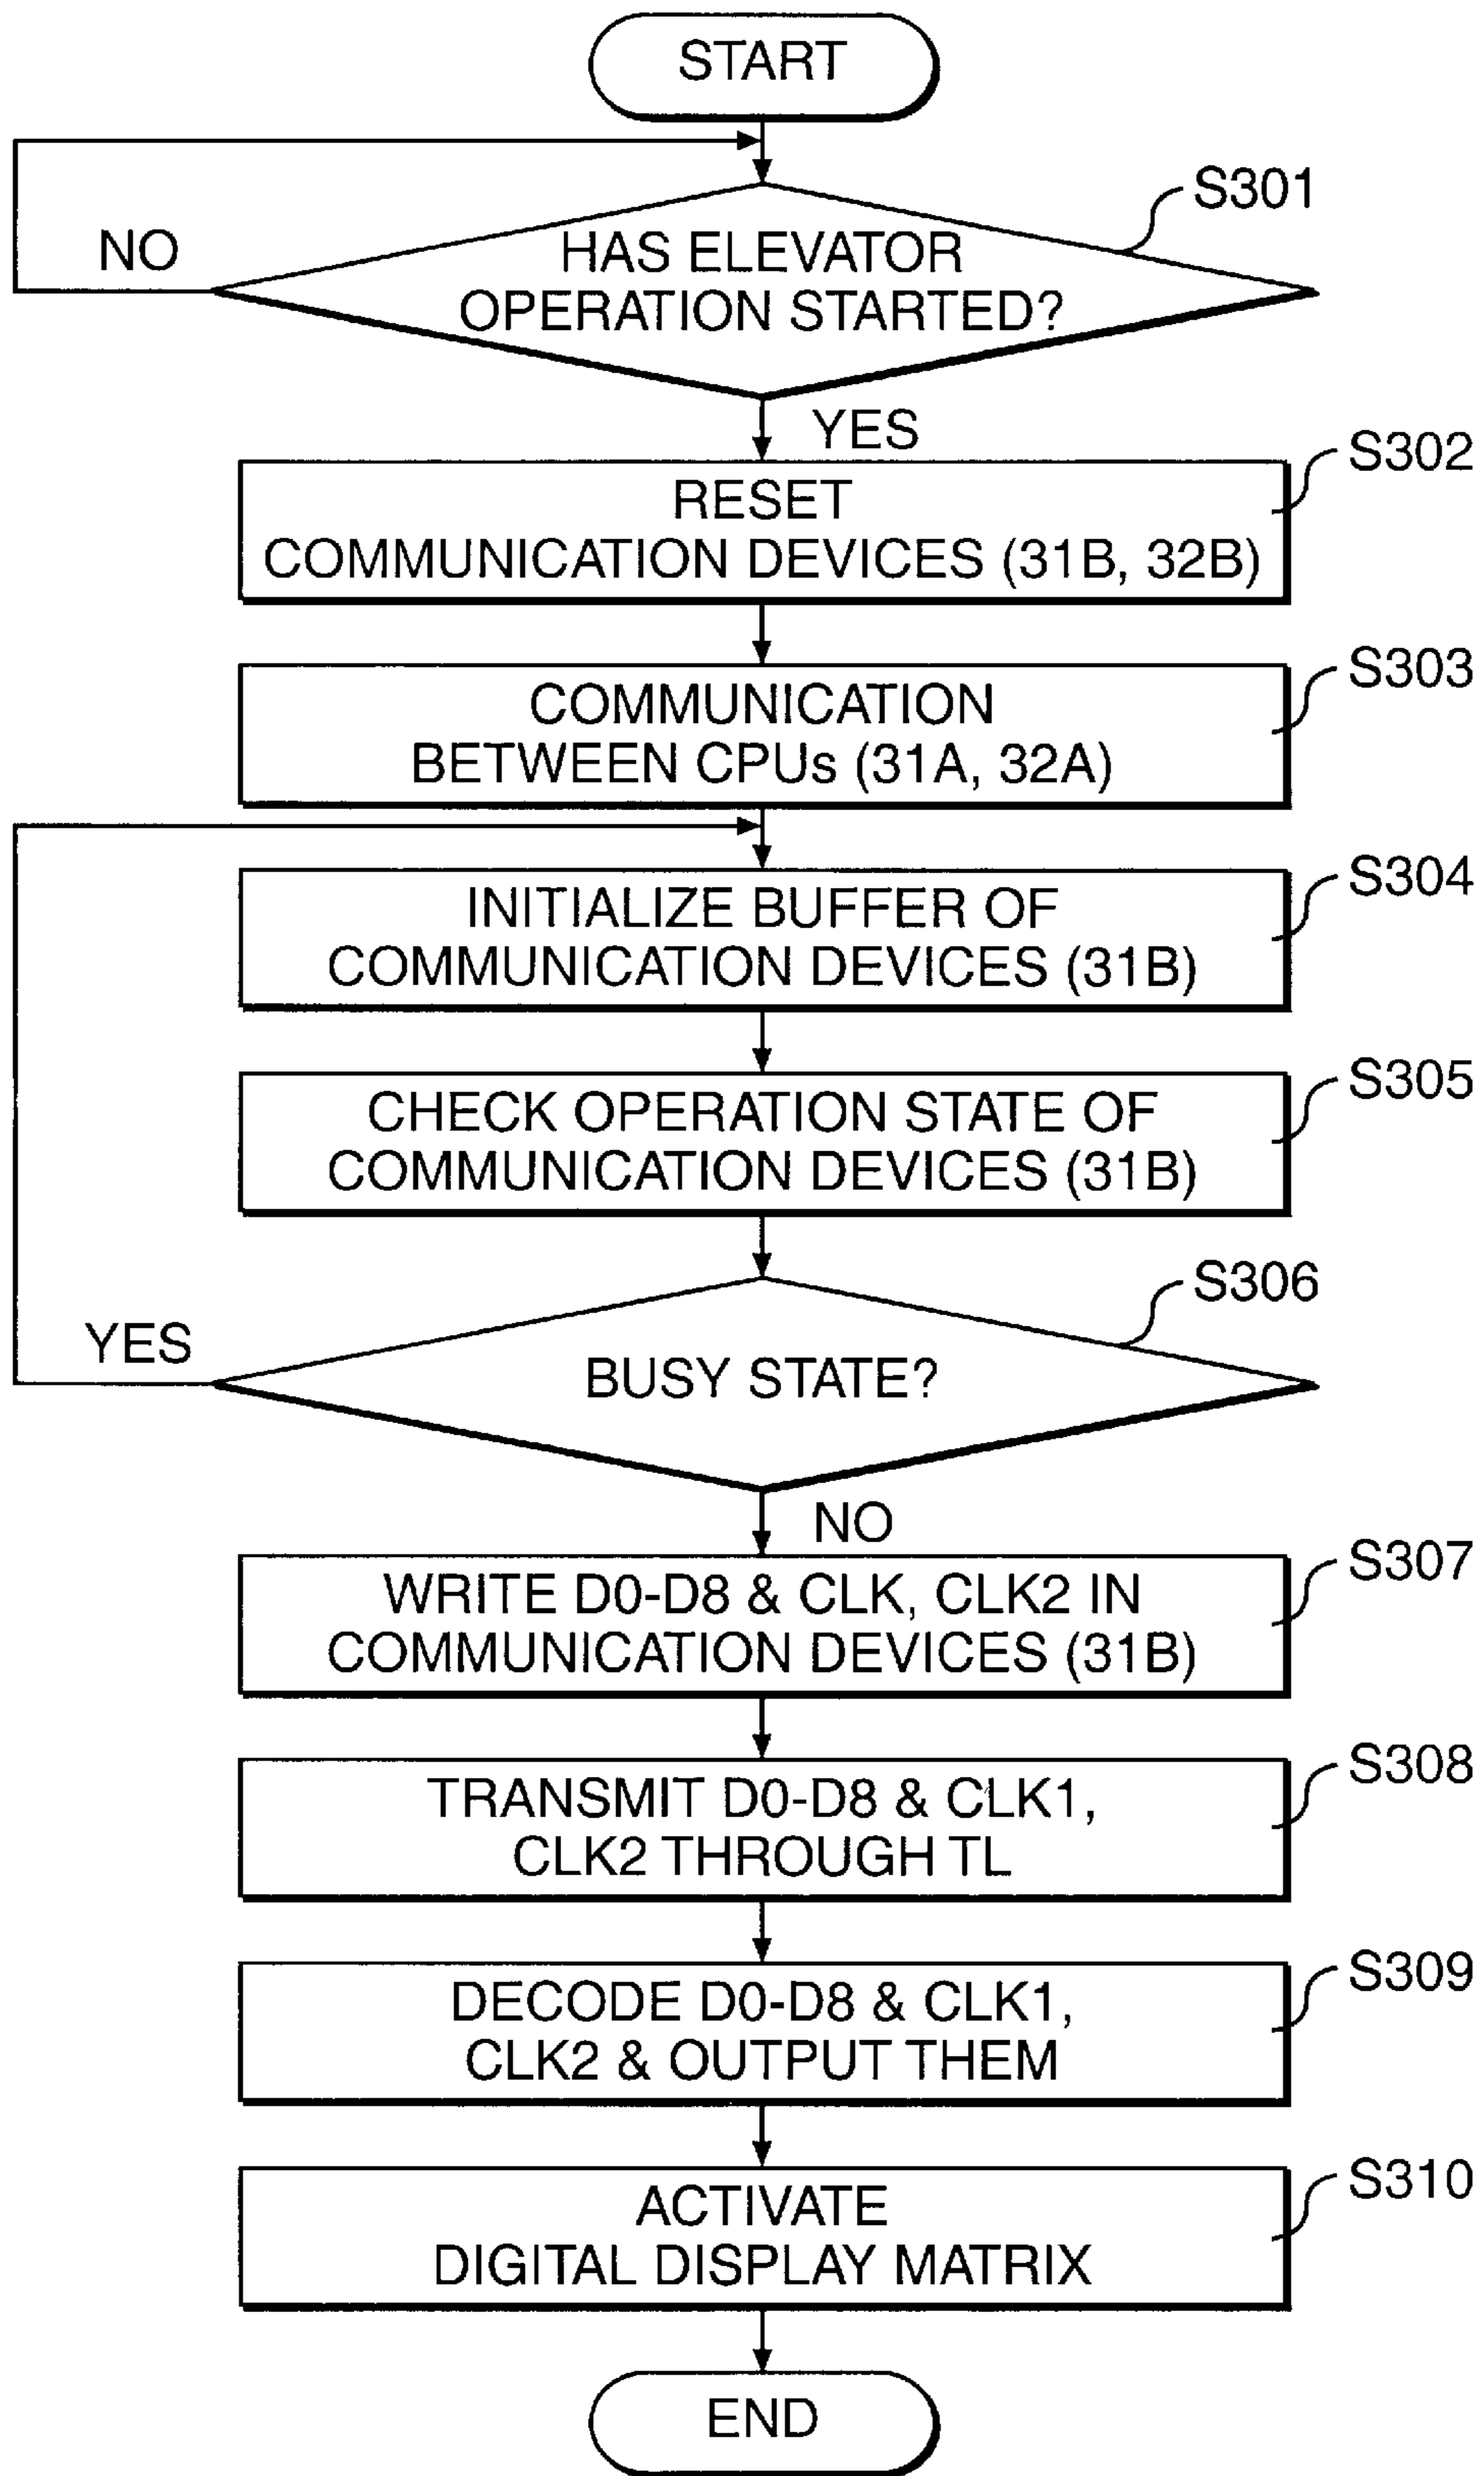 START
S301
NO
HAS ELEVATOR
OPERATION STARTED?
YES
S302
RESET
COMMUNICATION DEVICES (31B, 32B)
S303
COMMUNICATION
BETWEEN CPUs (31A, 32A)
S304
INITIALIZE BUFFER OF
COMMUNICATION DEVICES (31B)
S305
CHECK OPERATION STATE OF
COMMUNICATION DEVICES (31B)
S306
YES
BUSY STATE?
NO
S307
WRITE D0-D8 & CLK, CLK2 IN
COMMUNICATION DEVICES (31B)
S308
TRANSMIT D0-D8 & CLK1,
CLK2 THROUGH TL
S309
DECODE D0-D8 & CLK1,
CLK2 & OUTPUT THEM
S310
ACTIVATE
DIGITAL DISPLAY MATRIX
END